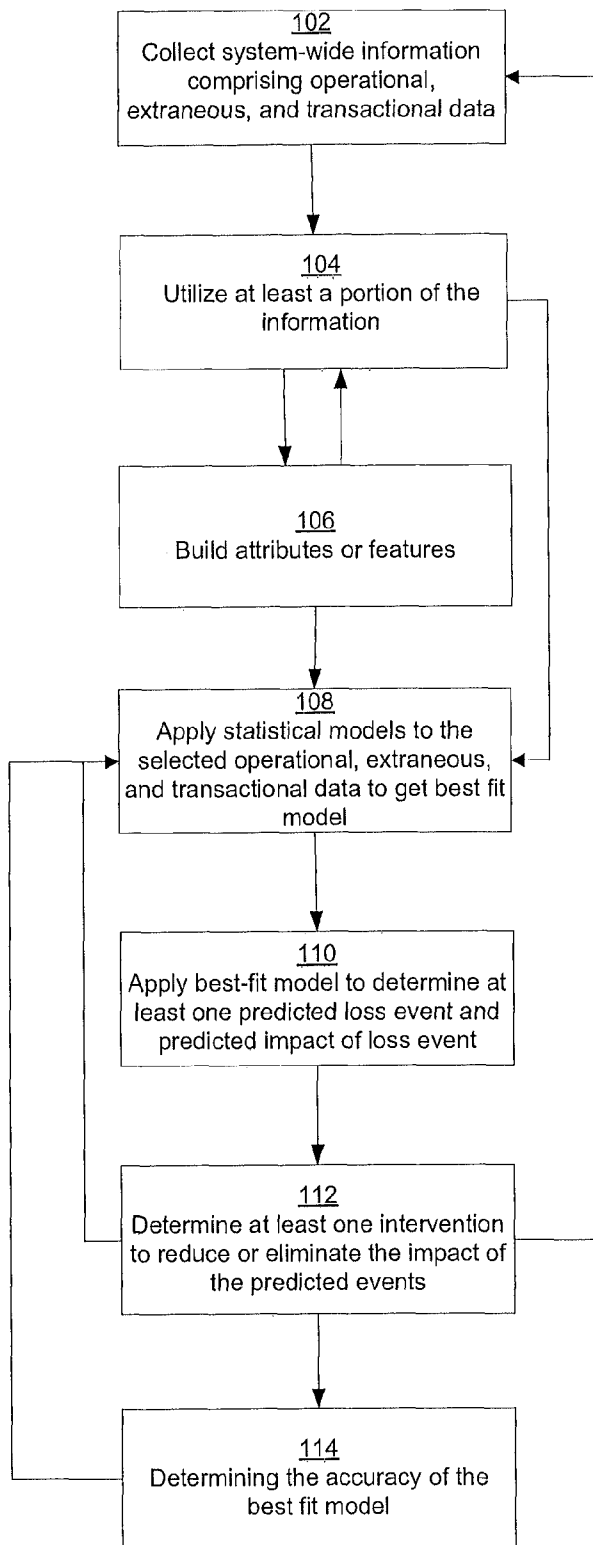 102
Collect system-wide information
comprising operational,
extraneous, and transactional data
104
Utilize at least a portion of the
information
106
Build attributes or features
108
Apply statistical models to the
selected operational, extraneous,
and transactional data to get best fit
model
110
Apply best-fit model to determine at
least one predicted loss event and
predicted impact of loss event
112
Determine at least one intervention
to reduce or eliminate the impact of
the predicted events
114
Determining the accuracy of the
best fit model